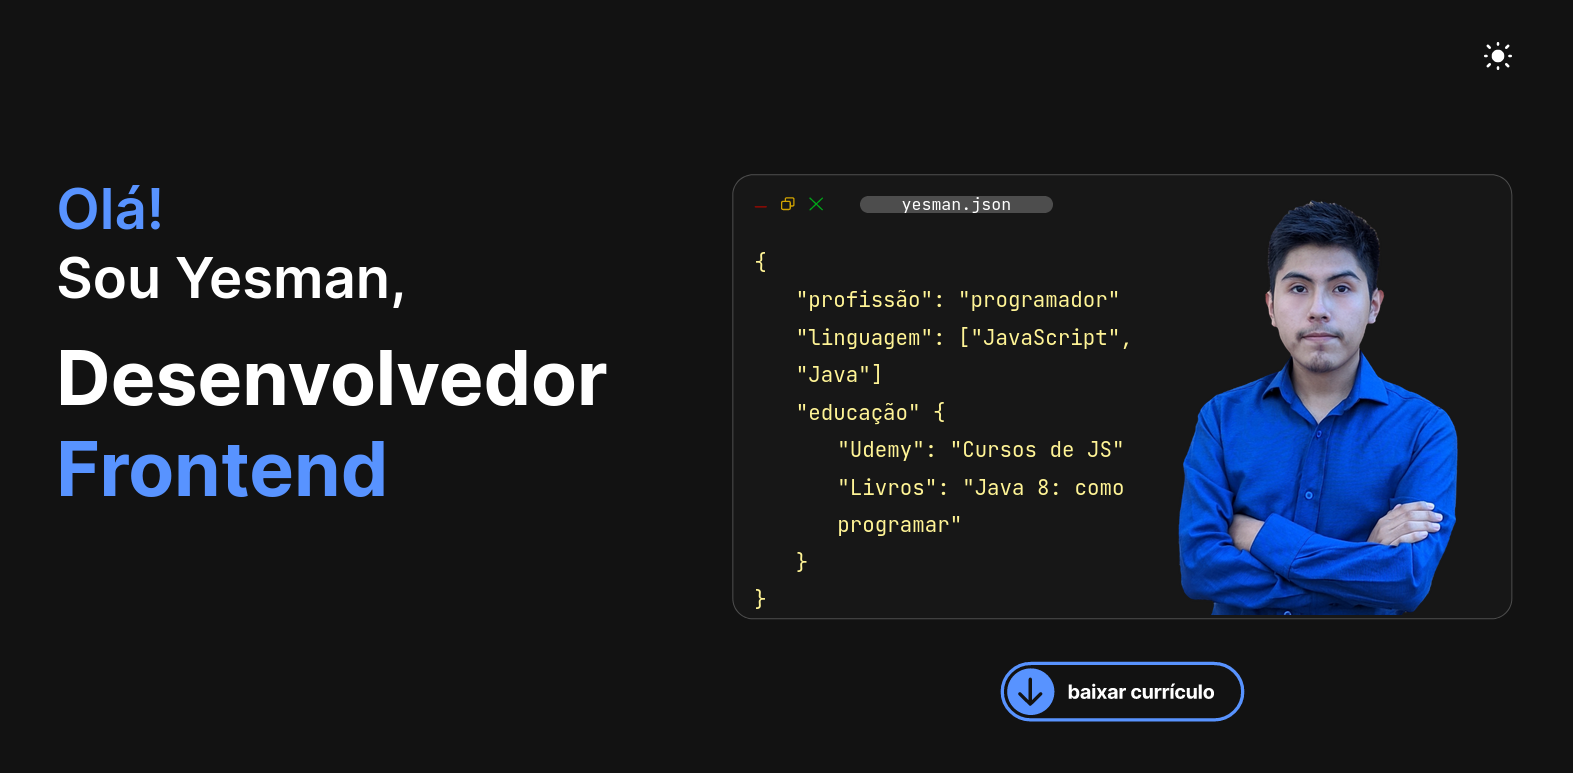 Olá!
Sou Yesman,
Desenvolvedor
Frontend
yesman.json
{
"profissão": "programador"
"linguagem": ["JavaScript",
"Java"]
"educação" {
"Udemy": "Cursos de JS"
"Livros": "Java 8: como
programar"
}
}
baixar currículo